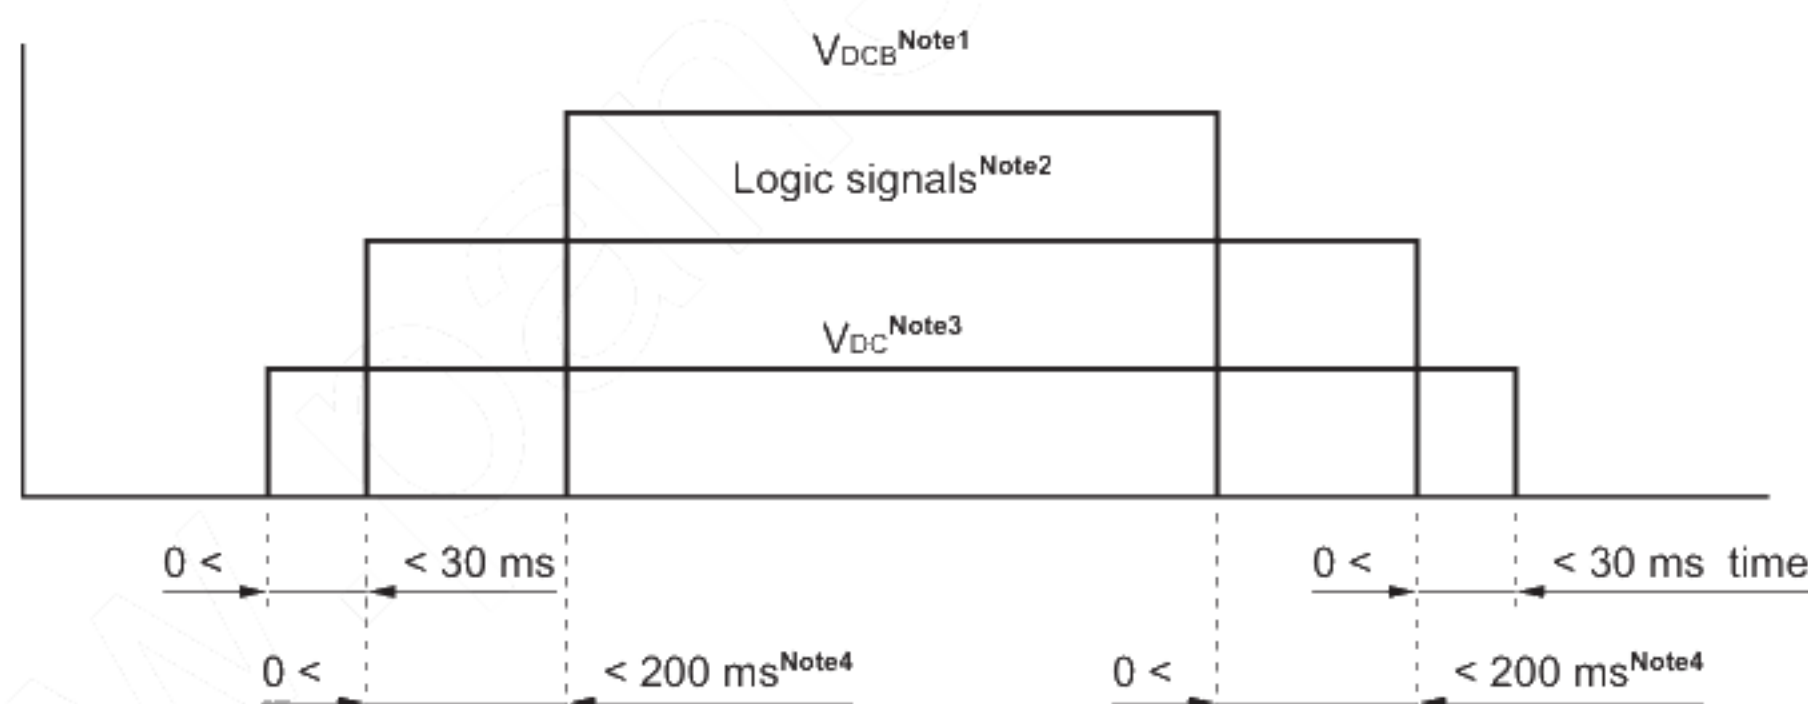 VDCBNote1
Logic signalsNote2
VDCNote3
0 < < 30 ms 0 < < 30 ms time
0 < < 200 msNote4 0 < < 200 msNote4